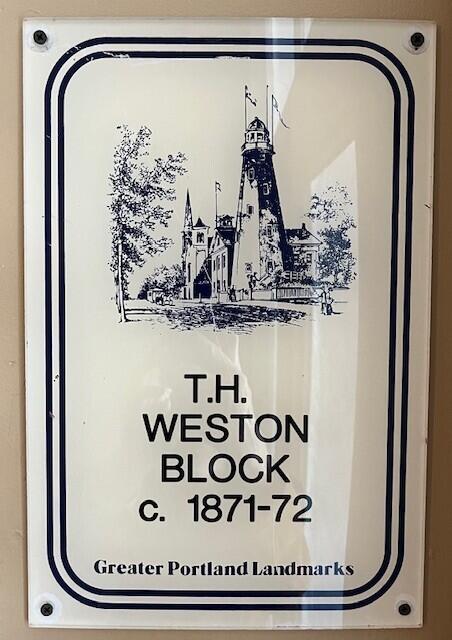 T.H.
WESTON
BLOCK
c. 1871-72
Greater Portland Landmarks